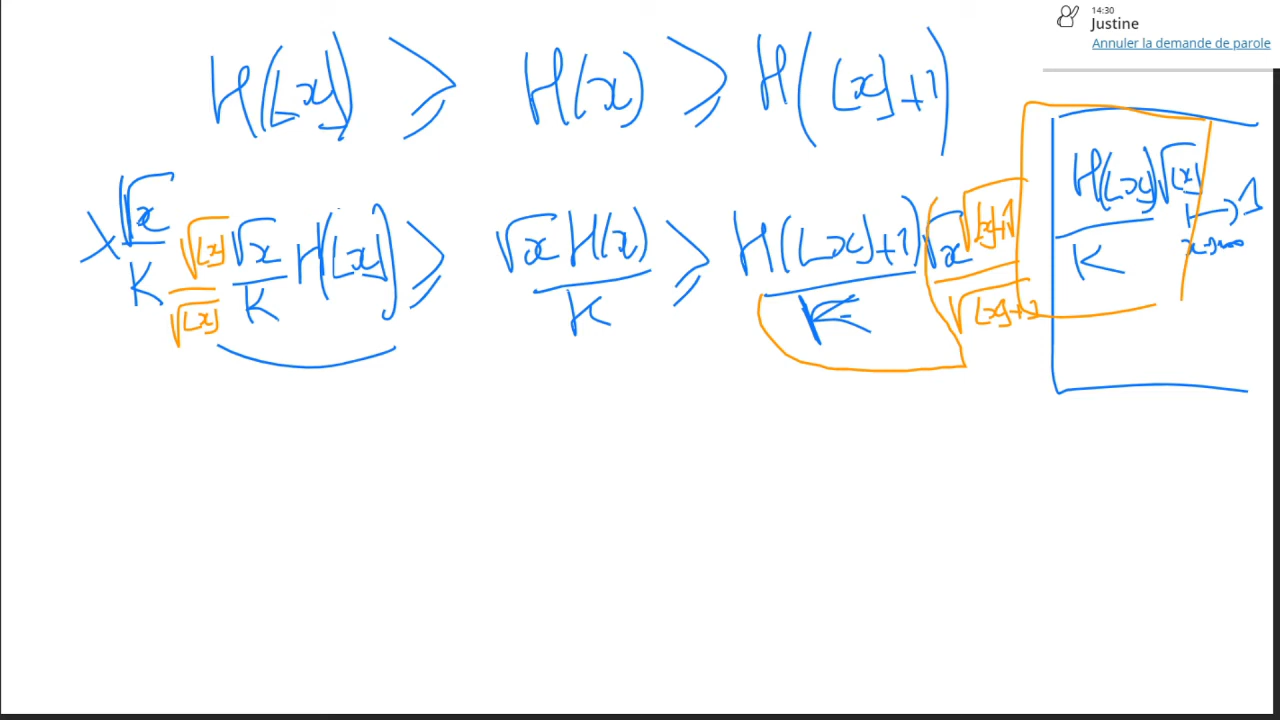 14:30
Justine
Annuler la demande de parole
H(⌊x⌋) ⩾ H(x) ⩾ H(⌊x⌋+1)
× √x/K √⌊x⌋/√⌊x⌋ √x/K H(⌊x⌋) ⩾ √x H(x)/K ⩾ H(⌊x⌋+1)/K √x √⌊x⌋+1/√⌊x⌋+1
H(⌊x⌋)√⌊x⌋/K ⟼ 1
x→+∞